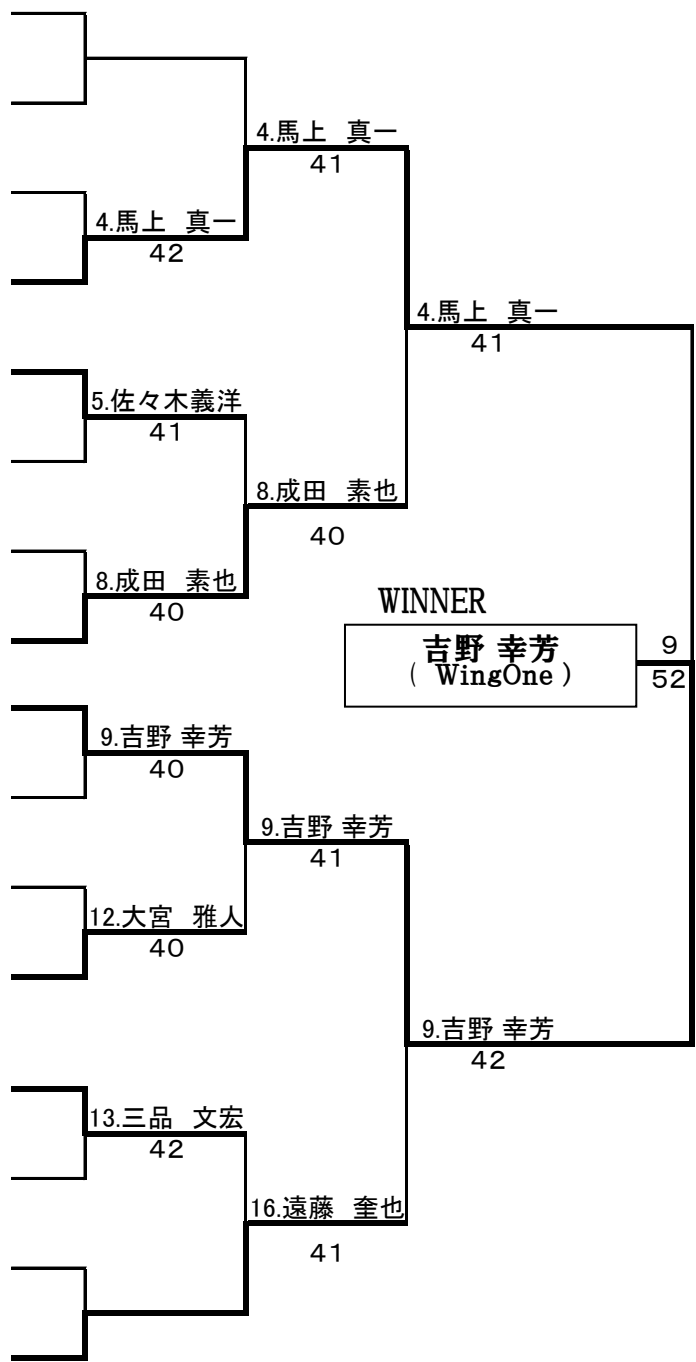 4.馬上　真一
41
4.馬上　真一
42
4.馬上　真一
41
5.佐々木義洋
41
8.成田　素也
40
8.成田　素也
40
WINNER
吉野 幸芳
( WingOne )
9
52
9.吉野 幸芳
40
9.吉野 幸芳
41
12.大宮　雅人
40
9.吉野 幸芳
42
13.三品　文宏
42
16.遠藤　奎也
41